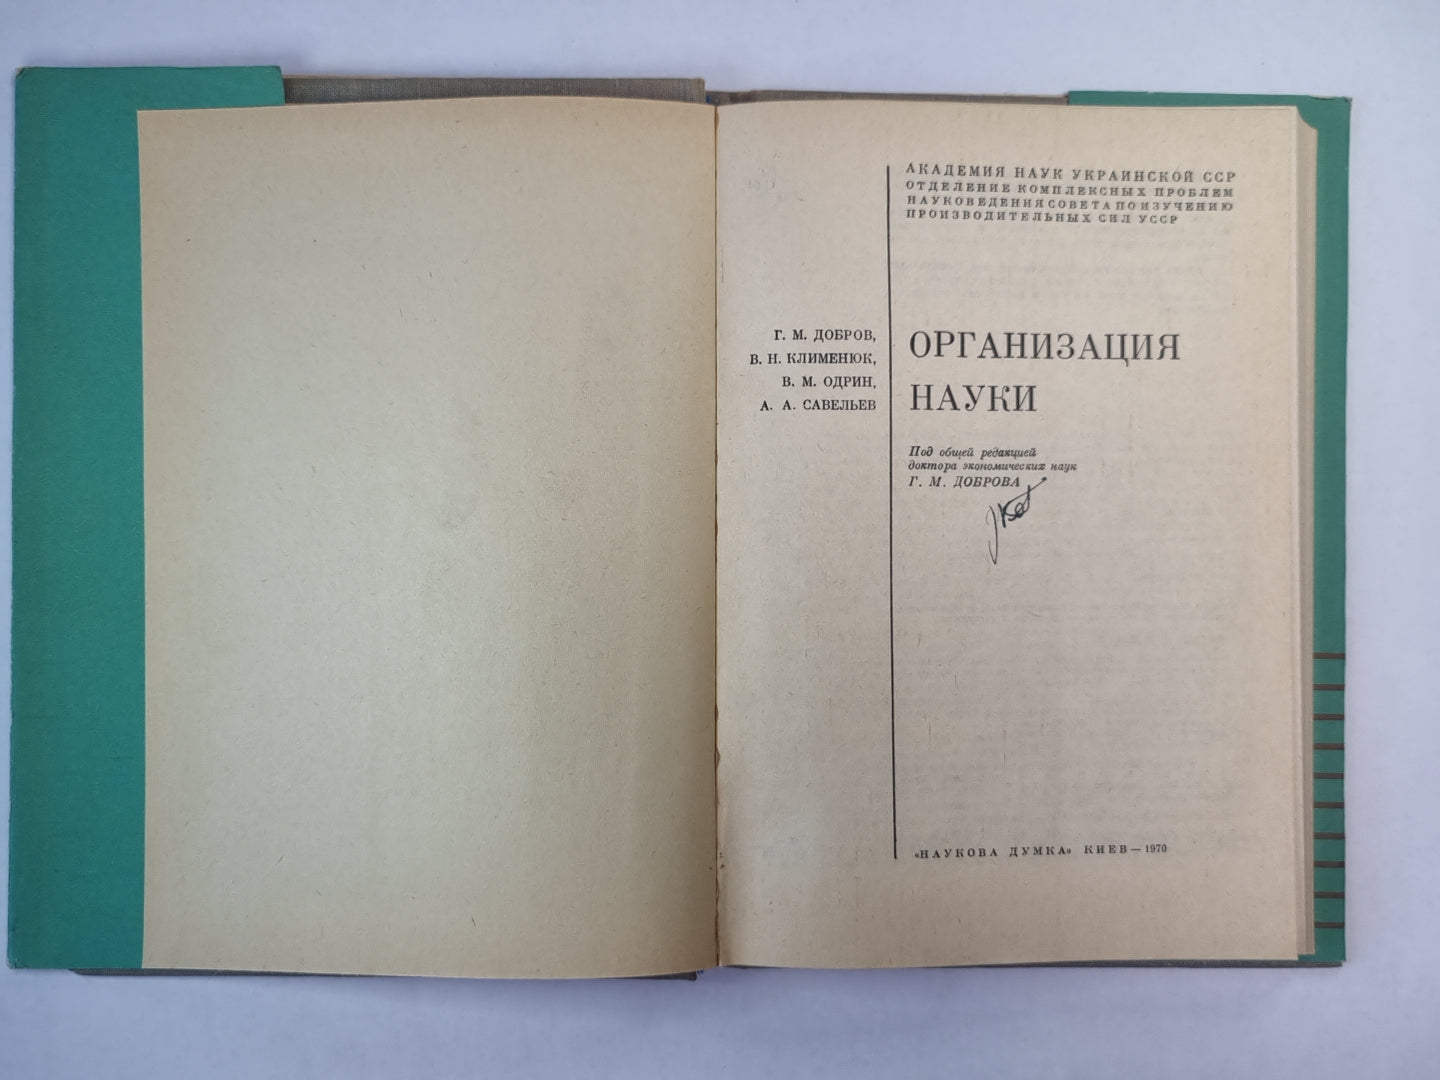 АКАДЕМИЯ НАУК УКРАИНСКОЙ ССР
ОТДЕЛЕНИЕ КОМПЛЕКСНЫХ ПРОБЛЕМ
НАУКОВЕДЕНИЯ СОВЕТА ПО ИЗУЧЕНИЮ
ПРОИЗВОДИТЕЛЬНЫХ СИЛ УССР
Г. М. ДОБРОВ,
В. Н. КЛИМЕНЮК,
В. М. ОДРИН,
А. А. САВЕЛЬЕВ
ОРГАНИЗАЦИЯ
НАУКИ
Под общей редакцией
доктора экономических наук
Г. М. ДОБРОВА
«НАУКОВА ДУМКА» КИЕВ — 1970